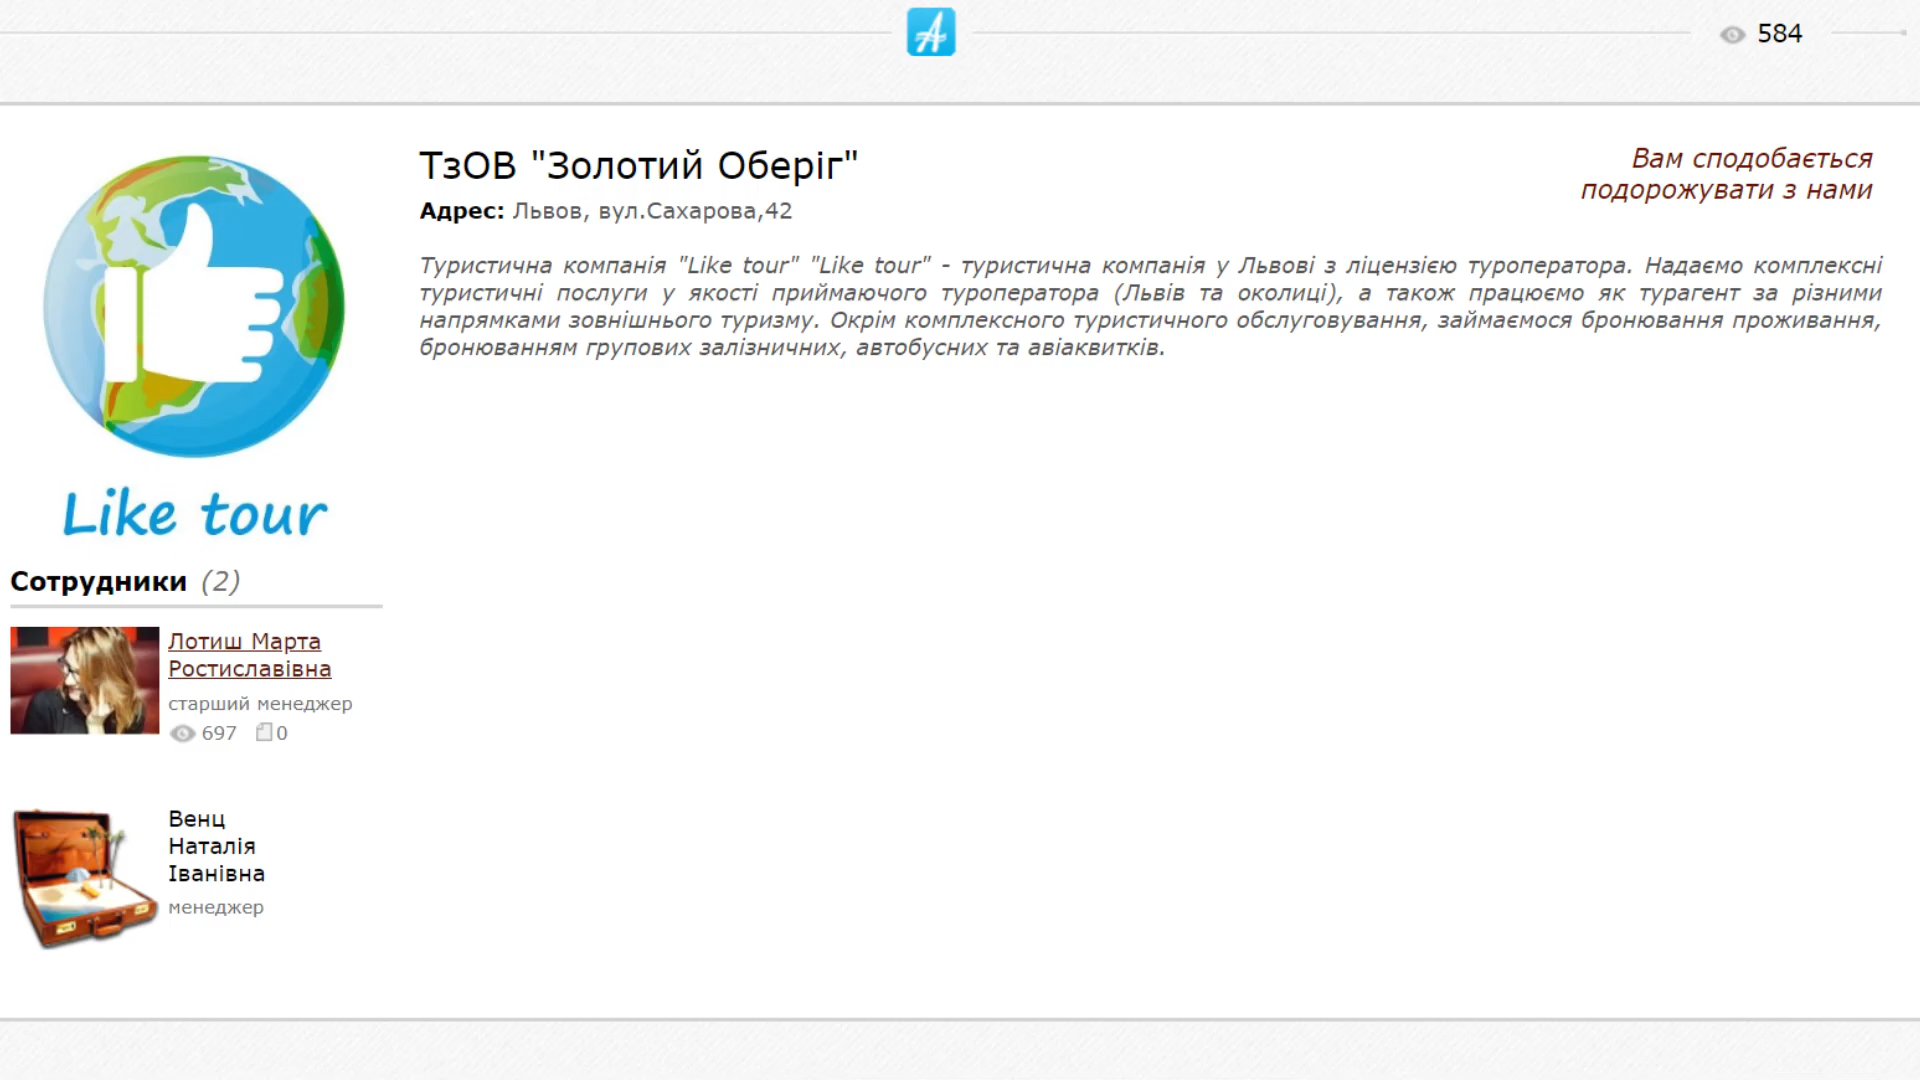 584
ТзОВ "Золотий Оберіг"
Адрес: Львов, вул.Сахарова,42
Вам сподобається
подорожувати з нами
Туристична компанія "Like tour" "Like tour" - туристична компанія у Львові з ліцензією туроператора. Надаємо комплексні
туристичні послуги у якості приймаючого туроператора (Львів та околиці), а також працюємо як турагент за різними
напрямками зовнішнього туризму. Окрім комплексного туристичного обслуговування, займаємося бронювання проживання,
бронюванням групових залізничних, автобусних та авіаквитків.
Like tour
Сотрудники (2)
Лотиш Марта
Ростиславівна
старший менеджер
697 0
Венц
Наталія
Іванівна
менеджер